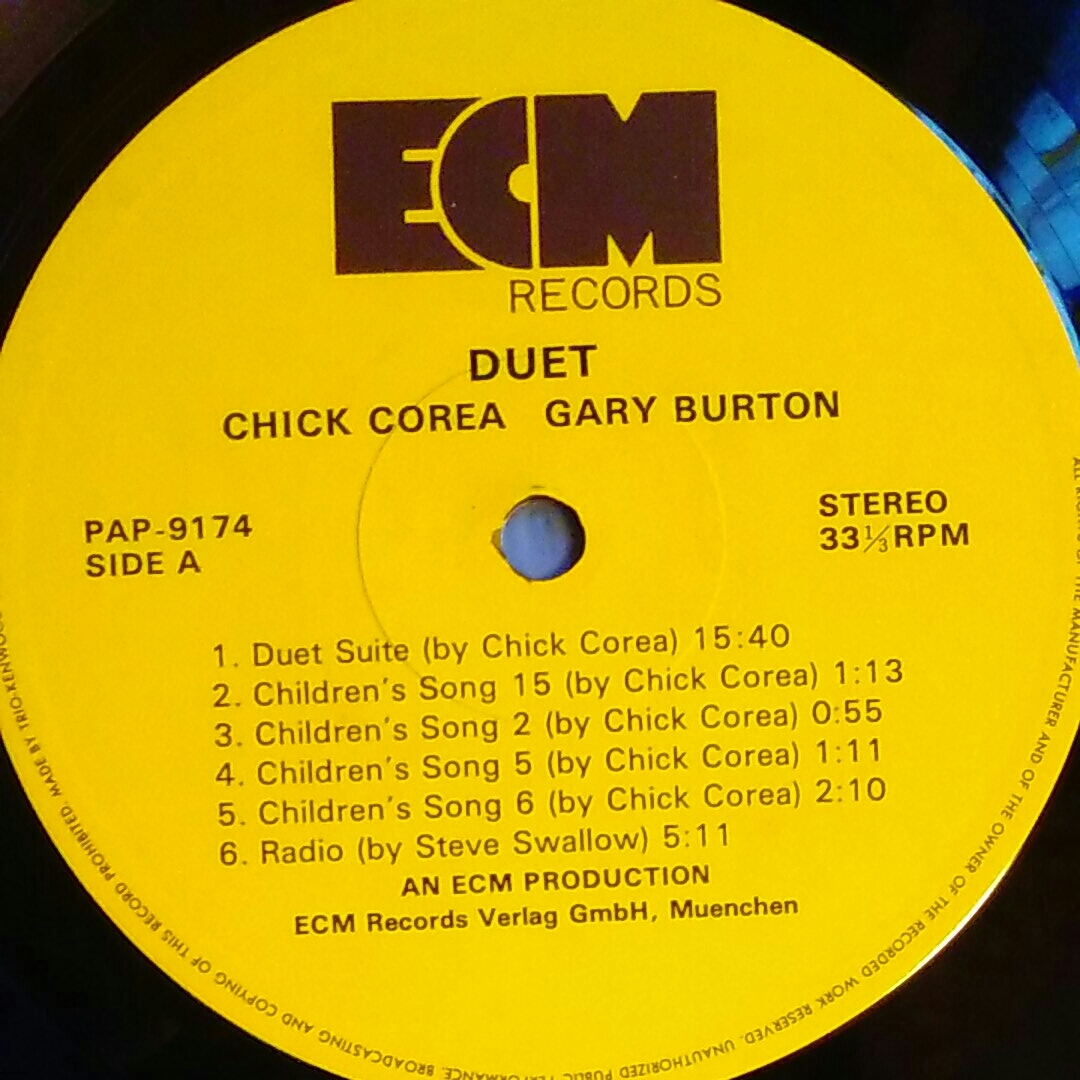 ECM
RECORDS
DUET
CHICK COREA GARY BURTON
PAP-9174
SIDE A
STEREO
33⅓RPM
1. Duet Suite (by Chick Corea) 15:40
2. Children's Song 15 (by Chick Corea) 1:13
3. Children's Song 2 (by Chick Corea) 0:55
4. Children's Song 5 (by Chick Corea) 1:11
5. Children's Song 6 (by Chick Corea) 2:10
6. Radio (by Steve Swallow) 5:11
AN ECM PRODUCTION
ECM Records Verlag GmbH, Muenchen
ALL RIGHTS OF THE MANUFACTURER AND OF THE OWNER OF THE RECORDED WORK RESERVED. UNAUTHORIZED PUBLIC PERFORMANCE. BROADCASTING AND COPYING OF THIS RECORD PROHIBITED. MADE BY TRIO-KENWOOD